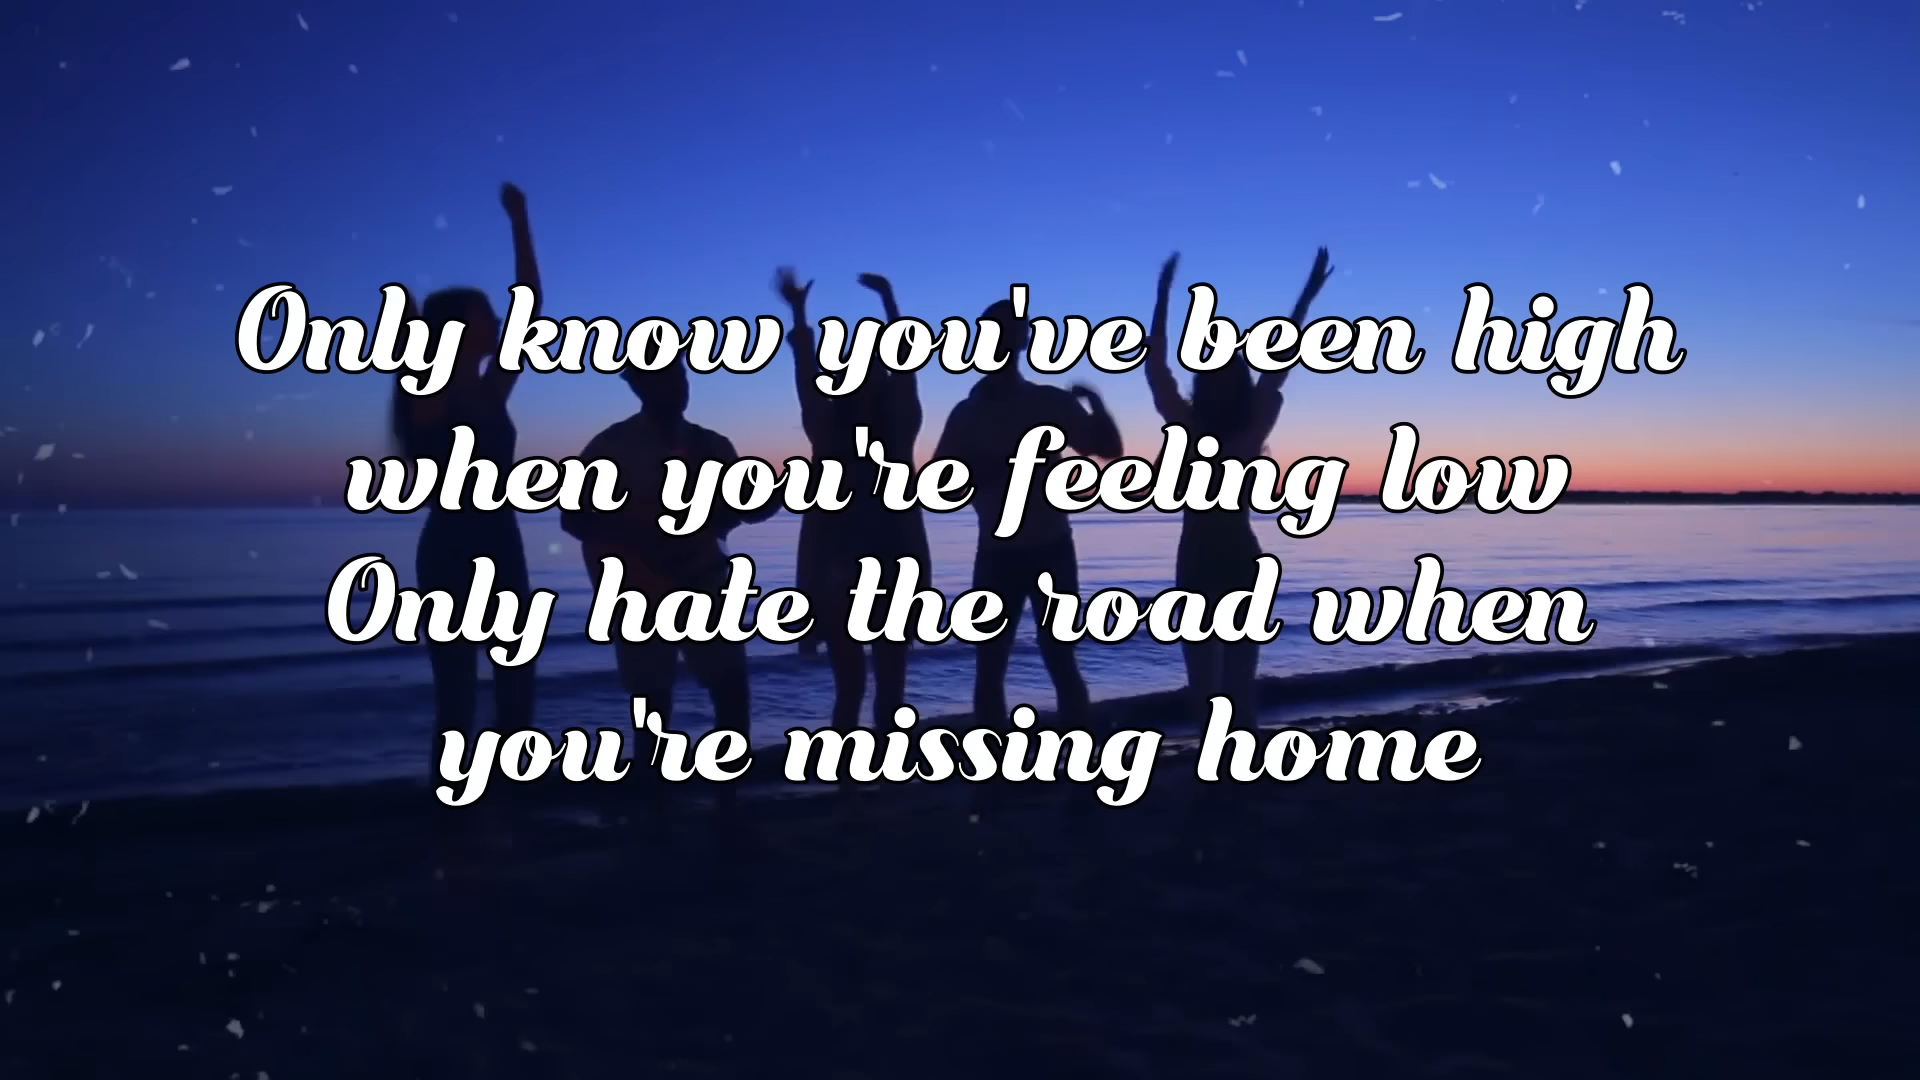 Only know you've been high
when you're feeling low
Only hate the road when
you're missing home